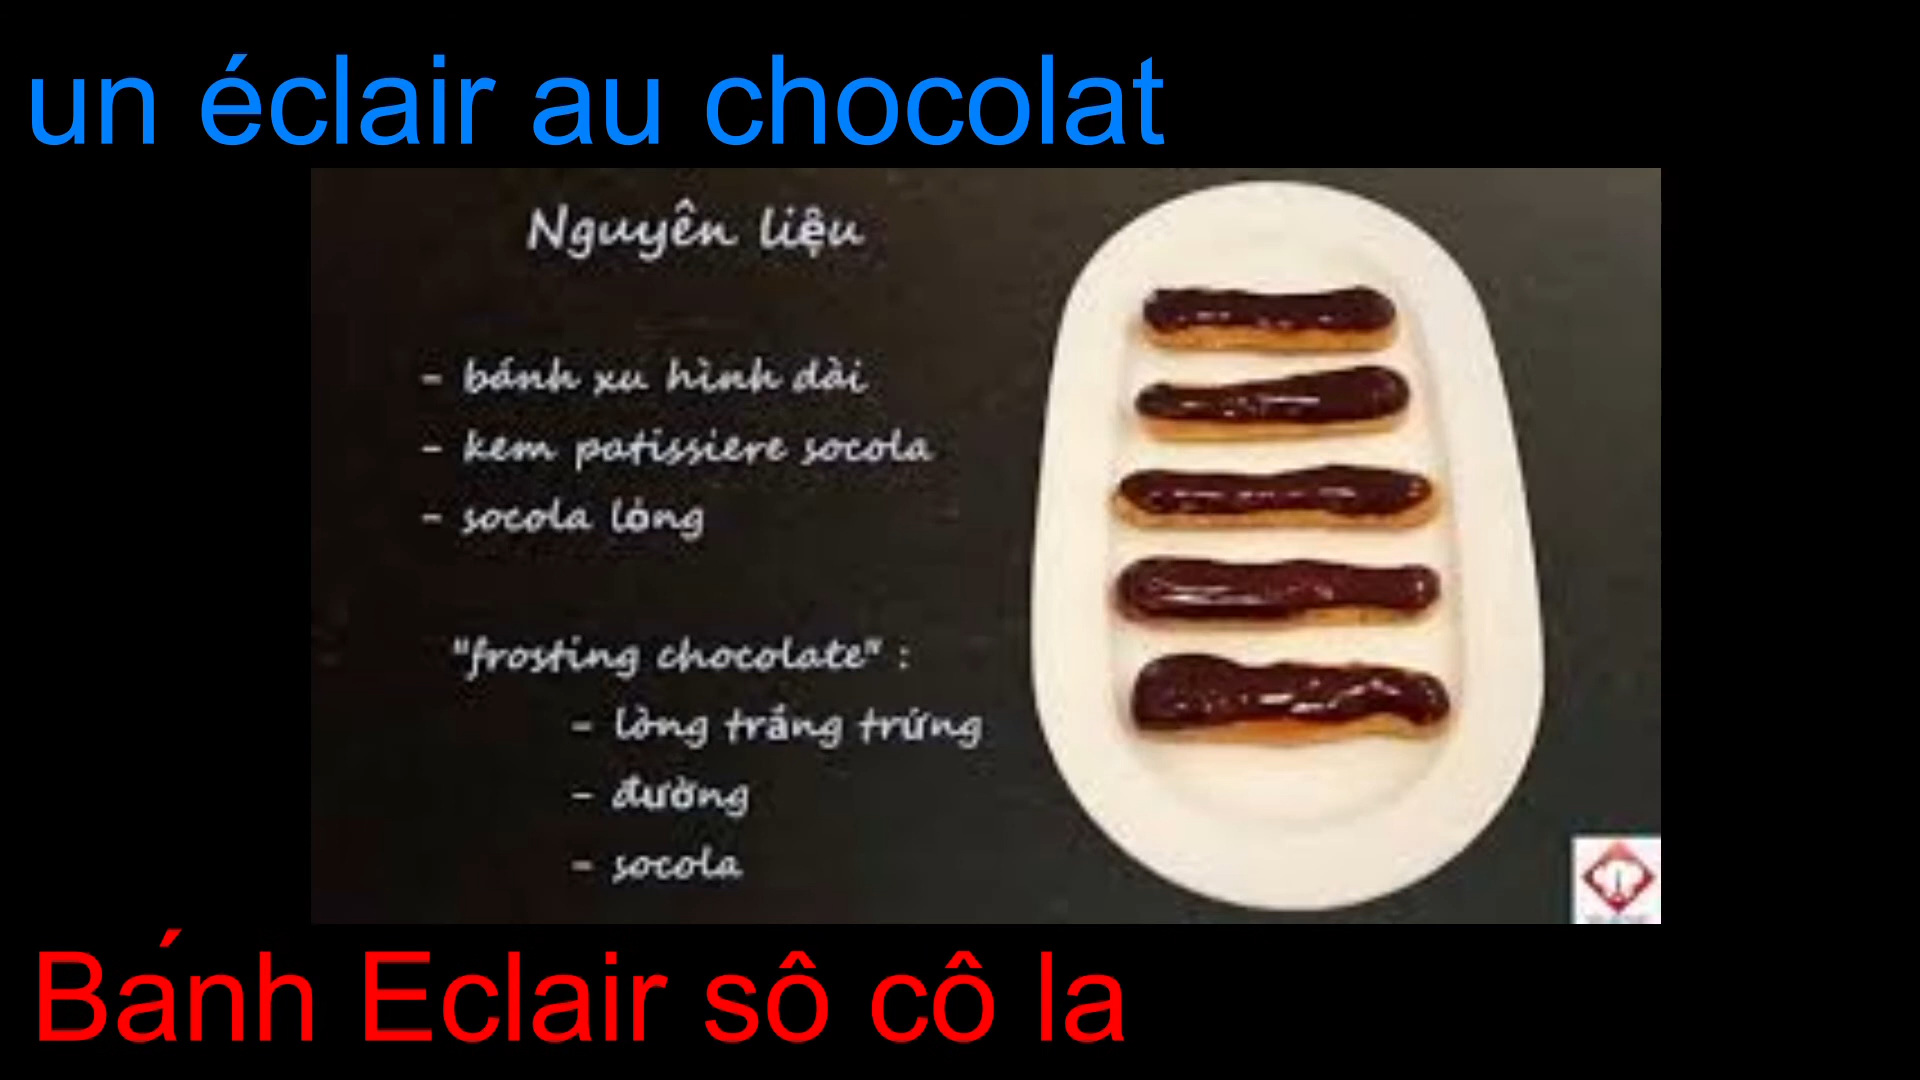 un éclair au chocolat
Nguyên liệu
- bánh xu hình dài
- kem patissiere socola
- socola lỏng
"frosting chocolate" :
- lòng trắng trứng
- đường
- socola
Bánh Eclair sô cô la